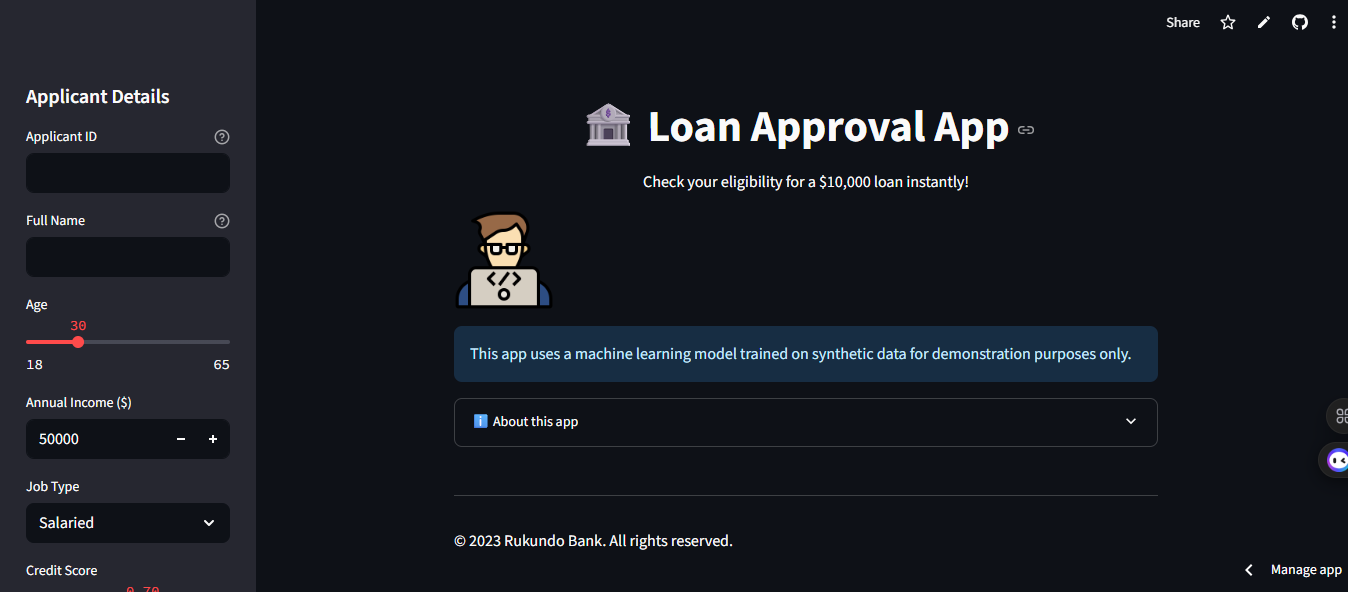 Share
Applicant Details
Applicant ID
Full Name
Age
30
18 65
Annual Income ($)
50000
Job Type
Salaried
Credit Score
0.70
Loan Approval App
Check your eligibility for a $10,000 loan instantly!
</>
This app uses a machine learning model trained on synthetic data for demonstration purposes only.
About this app
© 2023 Rukundo Bank. All rights reserved.
Manage app